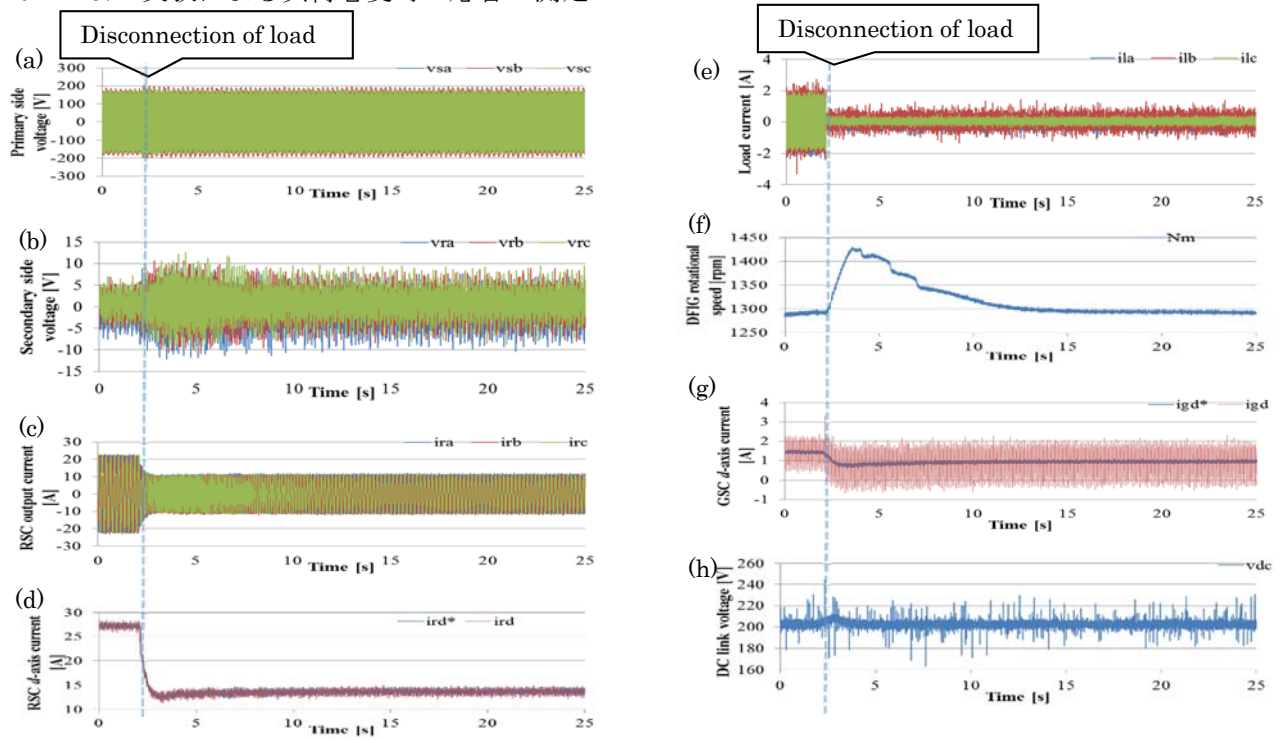 Disconnection of load
(a)
vsa vsb vsc
Primary side
voltage [V]
300
200
100
0
-100
-200
-300
0 5 10 15 20 25
Time [s]
(b)
vra vrb vrc
Secondary side
voltage [V]
15
10
5
0
-5
-10
-15
0 5 10 15 20 25
Time [s]
(c)
ira irb irc
RSC output current
[A]
30
20
10
0
-10
-20
-30
0 5 10 15 20 25
Time [s]
(d)
ird* ird
RSC d-axis current
[A]
30
25
20
15
10
0 5 10 15 20 25
Time [s]
Disconnection of load
(e)
ila ilb ilc
Load current [A]
4
2
0
-2
-4
0 5 10 15 20 25
Time [s]
(f)
Nm
DFIG rotational
speed [rpm]
1450
1400
1350
1300
1250
0 5 10 15 20 25
Time [s]
(g)
igd* igd
GSC d-axis current
[A]
4
3
2
1
0
-1
0 5 10 15 20 25
Time [s]
(h)
vdc
DC link voltage [V]
260
240
220
200
180
160
0 5 10 15 20 25
Time [s]